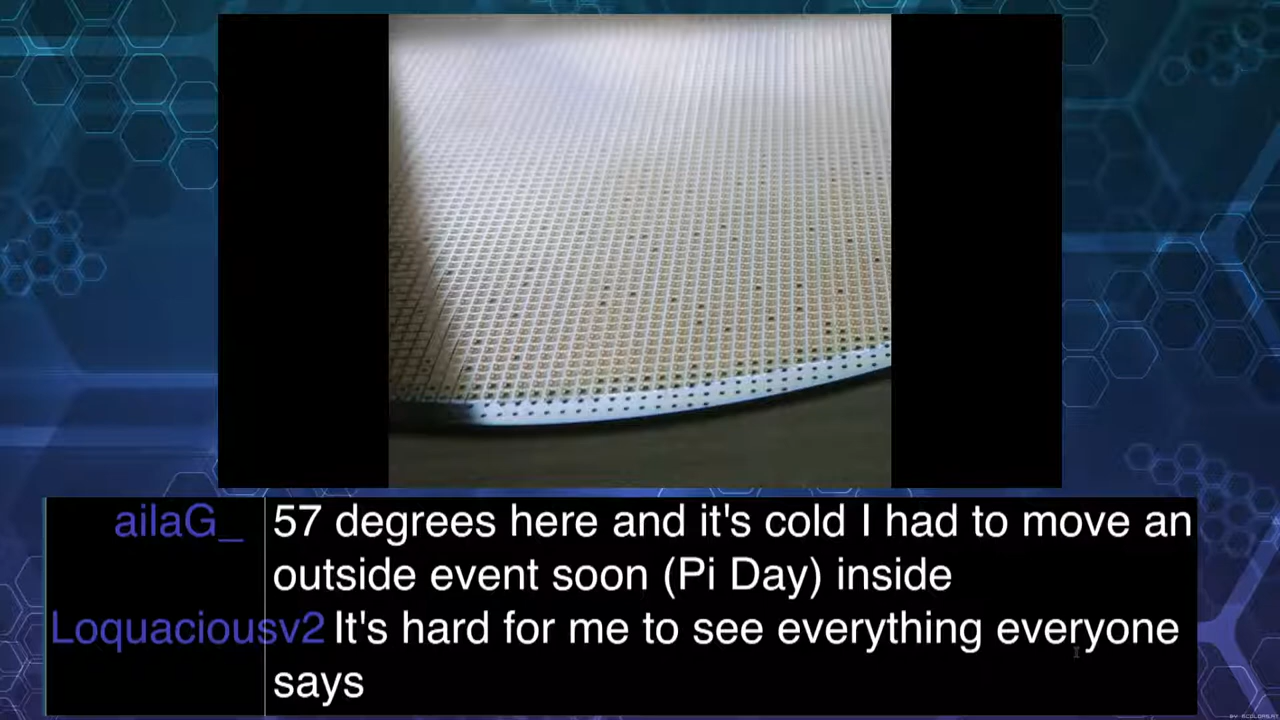 ailaG_ 57 degrees here and it's cold I had to move an
outside event soon (Pi Day) inside
Loquaciousv2 It's hard for me to see everything everyone
says